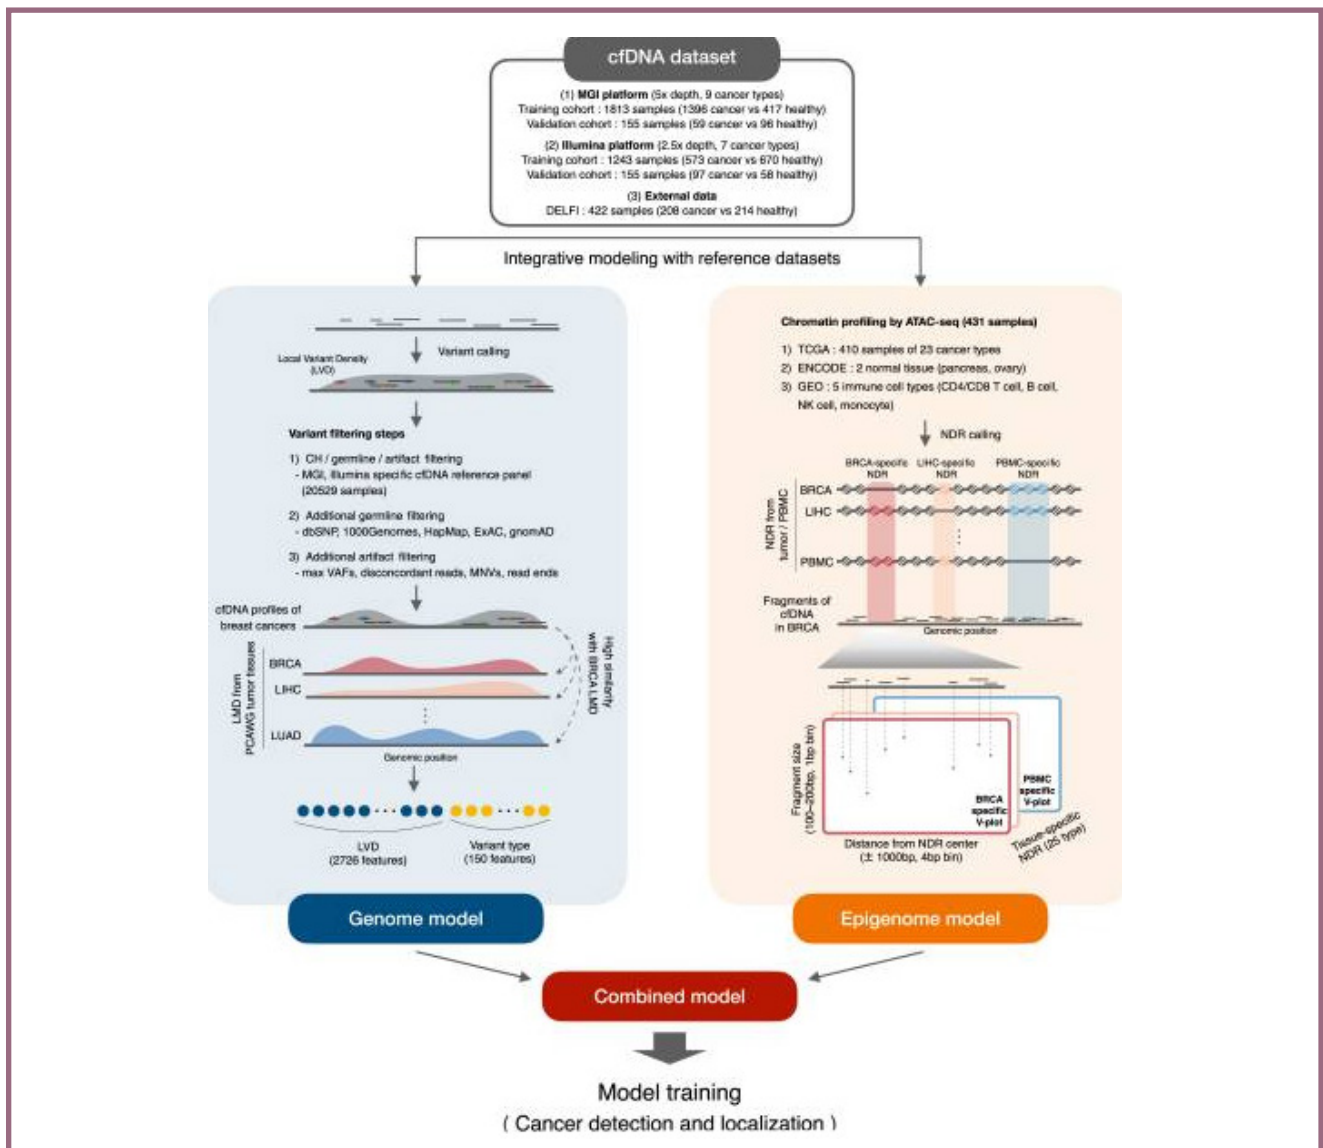 cfDNA dataset
(1) MGI platform (5x depth, 9 cancer types)
Training cohort : 1813 samples (1396 cancer vs 417 healthy)
Validation cohort : 155 samples (59 cancer vs 96 healthy)
(2) Illumina platform (2.5x depth, 7 cancer types)
Training cohort : 1243 samples (573 cancer vs 670 healthy)
Validation cohort : 155 samples (97 cancer vs 58 healthy)
(3) External data
DELFI : 422 samples (208 cancer vs 214 healthy)
Integrative modeling with reference datasets
Variant calling
Local Variant Density
(LVD)
Variant filtering steps
1) CH / germline / artifact filtering
- MGI, illumina specific cfDNA reference panel
(20529 samples)
2) Additional germline filtering
- dbSNP, 1000Genomes, HapMap, ExAC, gnomAD
3) Additional artifact filtering
- max VAFs, disconcordant reads, MNVs, read ends
cfDNA profiles of
breast cancers
LMD from
PCAWG tumor tissues
BRCA
LIHC
LUAD
High similarity
with BRCA LMD
Genomic position
LVD
(2726 features)
Variant type
(150 features)
Genome model
Chromatin profiling by ATAC-seq (431 samples)
1) TCGA : 410 samples of 23 cancer types
2) ENCODE : 2 normal tissue (pancreas, ovary)
3) GEO : 5 immune cell types (CD4/CD8 T cell, B cell,
NK cell, monocyte)
NDR calling
BRCA-specific
NDR
LIHC-specific
NDR
PBMC-specific
NDR
NDR from
tumor / PBMC
BRCA
LIHC
PBMC
Fragments of
cfDNA
in BRCA
Genomic position
Fragment size
(100–200bp, 1bp bin)
BRCA
specific
V-plot
PBMC
specific
V-plot
Tissue-specific
NDR (25 type)
Distance from NDR center
(± 1000bp, 4bp bin)
Epigenome model
Combined model
Model training
( Cancer detection and localization )